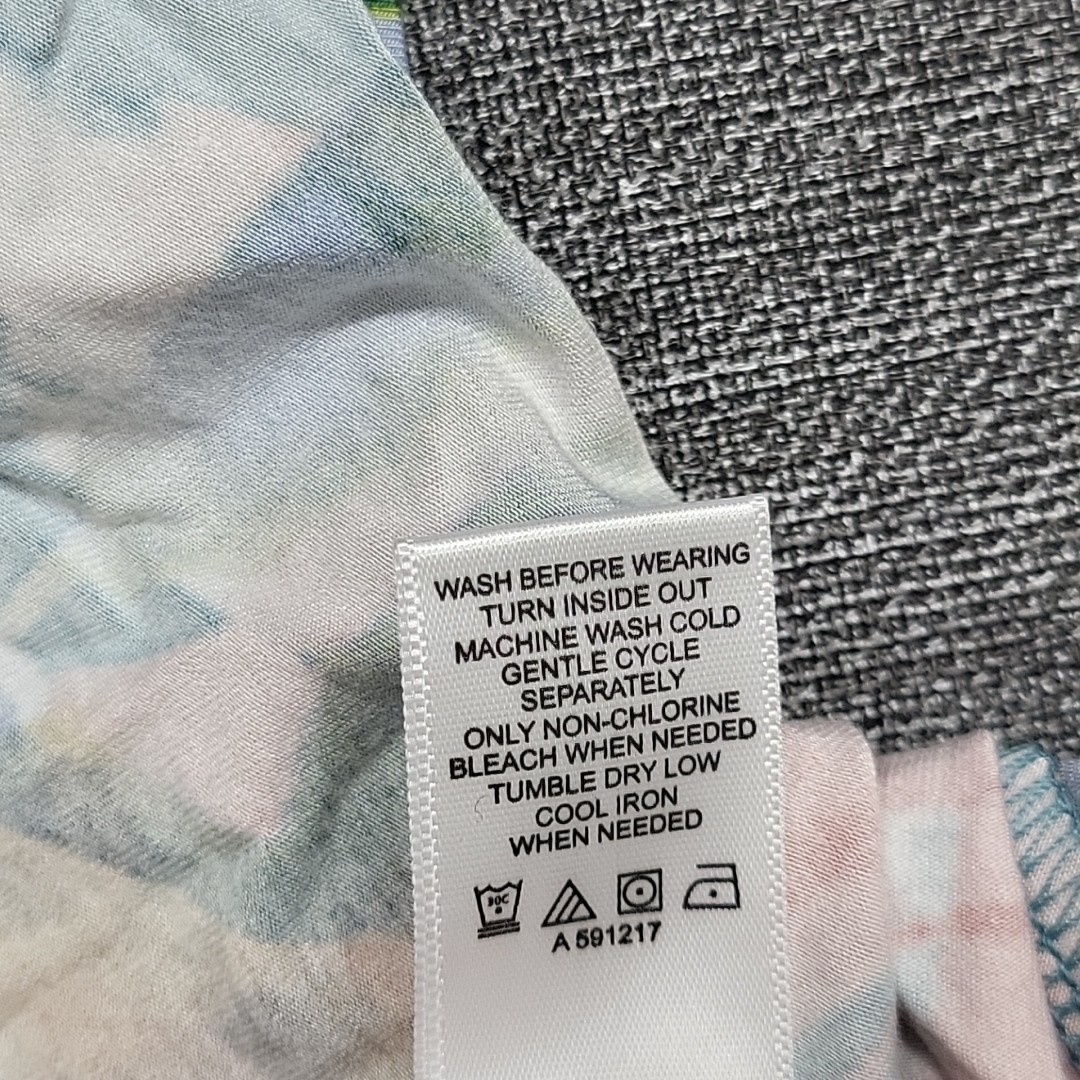 WASH BEFORE WEARING
TURN INSIDE OUT
MACHINE WASH COLD
GENTLE CYCLE
SEPARATELY
ONLY NON-CHLORINE
BLEACH WHEN NEEDED
TUMBLE DRY LOW
COOL IRON
WHEN NEEDED
30C
A 591217